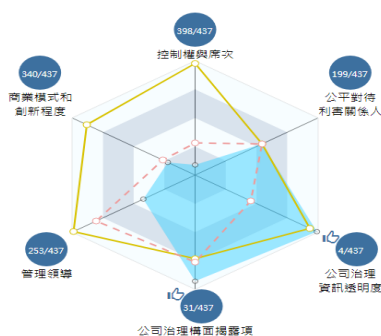 398/437
控制權與席次
340/437
商業模式和
創新程度
199/437
公平對待
利害關係人
253/437
管理領導
4/437
公司治理
資訊透明度
31/437
公司治理構面揭露項